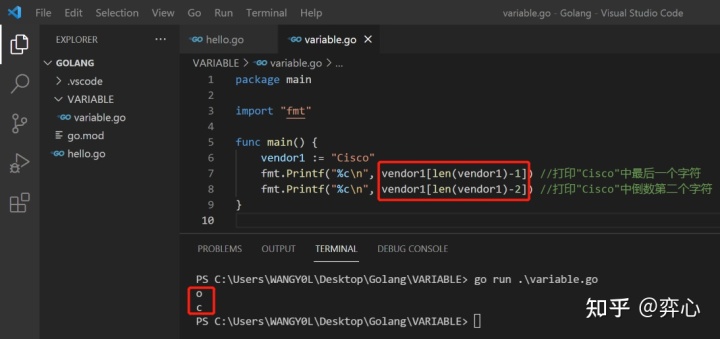 File Edit Selection View Go Run Terminal Help variable.go - Golang - Visual Studio Code
EXPLORER ... hello.go variable.go ×
GOLANG
VARIABLE > variable.go > ...
.vscode
VARIABLE
variable.go
go.mod
hello.go
1 package main
2
3 import "fmt"
4
5 func main() {
6 vendor1 := "Cisco"
7 fmt.Printf("%c\n", vendor1[len(vendor1)-1]) //打印"Cisco"中最后一个字符
8 fmt.Printf("%c\n", vendor1[len(vendor1)-2]) //打印"Cisco"中倒数第二个字符
9 }
10
PROBLEMS OUTPUT TERMINAL DEBUG CONSOLE
PS C:\Users\WANGY0L\Desktop\Golang\VARIABLE> go run .\variable.go
o
c
PS C:\Users\WANGY0L\Desktop\Golang\VARIABLE>
知乎 @弈心